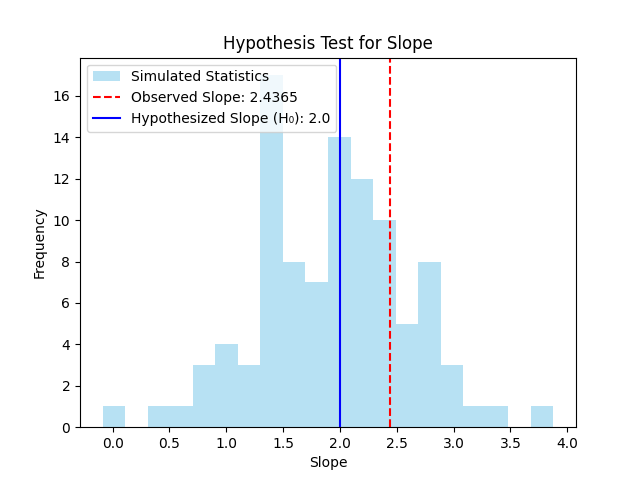 Hypothesis Test for Slope
Simulated Statistics
Observed Slope: 2.4365
Hypothesized Slope (H₀): 2.0
Frequency
16
14
12
10
8
6
4
2
0
0.0 0.5 1.0 1.5 2.0 2.5 3.0 3.5 4.0
Slope